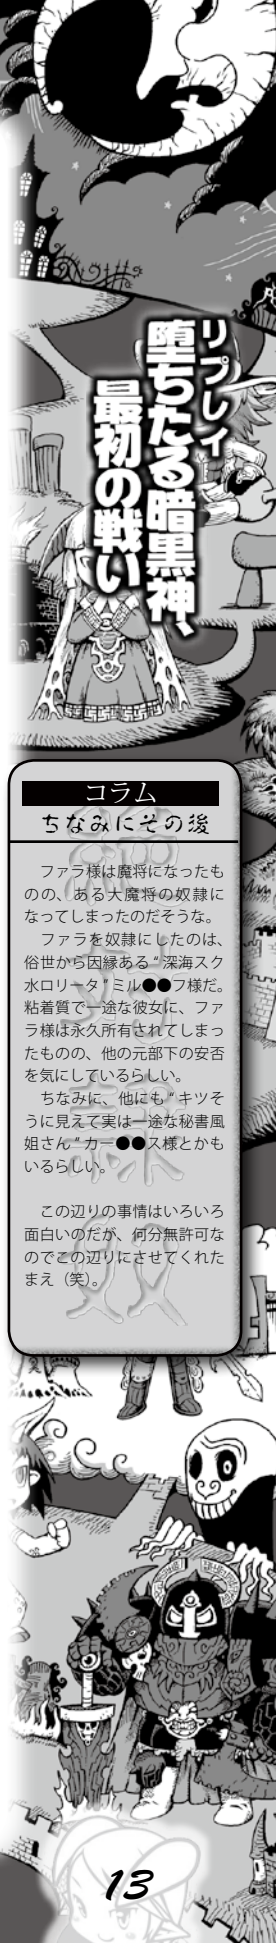 リプレイ
堕ちたる暗黒神、
最初の戦い
コラム
ちなみにその後
　ファラ様は魔将になったも
のの、ある大魔将の奴隷に
なってしまったのだそうな。
　ファラを奴隷にしたのは、
俗世から因縁ある“深海スク
水ロリータ”ミル●●フ様だ。
粘着質で一途な彼女に、ファ
ラ様は永久所有されてしまっ
たものの、他の元部下の安否
を気にしているらしい。
　ちなみに、他にも“キツそ
うに見えて実は一途な秘書風
姐さん“カー●●ス様とかも
いるらしい。
　この辺りの事情はいろいろ
面白いのだが、何分無許可な
のでこの辺りにさせてくれた
まえ（笑）。
13